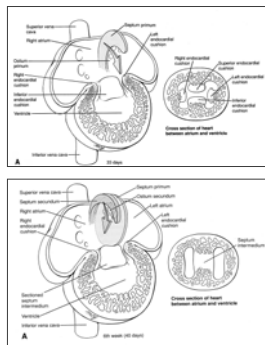 Superior vena
cava
Right atrium
Ostium
primum
Right
endocardial
cushion
Inferior
endocardial
cushion
Ventricle
Inferior vena cava
Septum primum
Left
endocardial
cushion
A
33 days
Right endocardial
cushion
Superior endocardial
cushion
Left endocardial
cushion
Inferior
endocardial
cushion
Cross section of heart
between atrium and ventricle
Superior vena cava
Septum secundum
Right atrium
Right
endocardial
cushion
Sectioned
septum
intermedium
Ventricle
Inferior vena cava
Septum primum
Ostium secundum
Left atrium
Left
endocardial
cushion
A
6th week (40 days)
Septum
intermedium
Cross section of heart
between atrium and ventricle